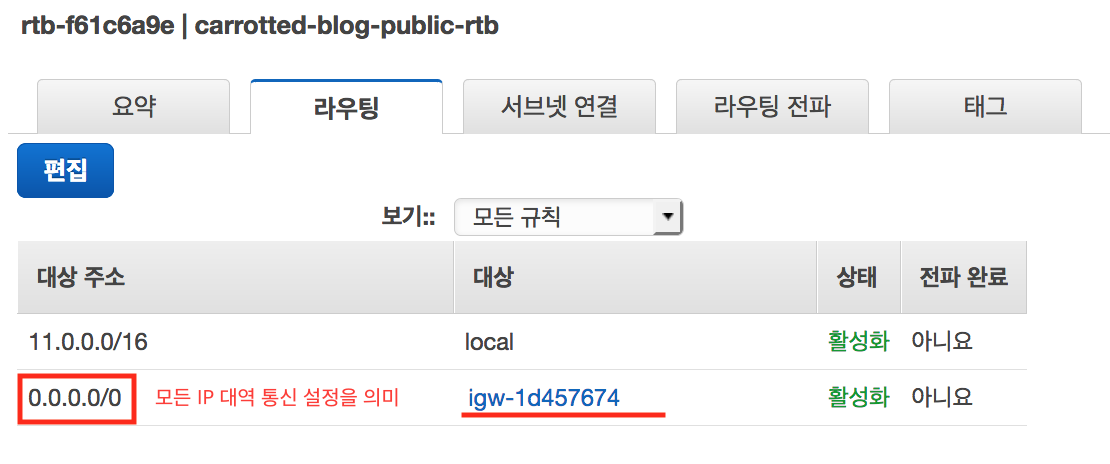 rtb-f61c6a9e | carrotted-blog-public-rtb
요약 라우팅 서브넷 연결 라우팅 전파 태그
편집
보기:: 모든 규칙
대상 주소 대상 상태 전파 완료
11.0.0.0/16 local 활성화 아니요
0.0.0.0/0 모든 IP 대역 통신 설정을 의미 igw-1d457674 활성화 아니요